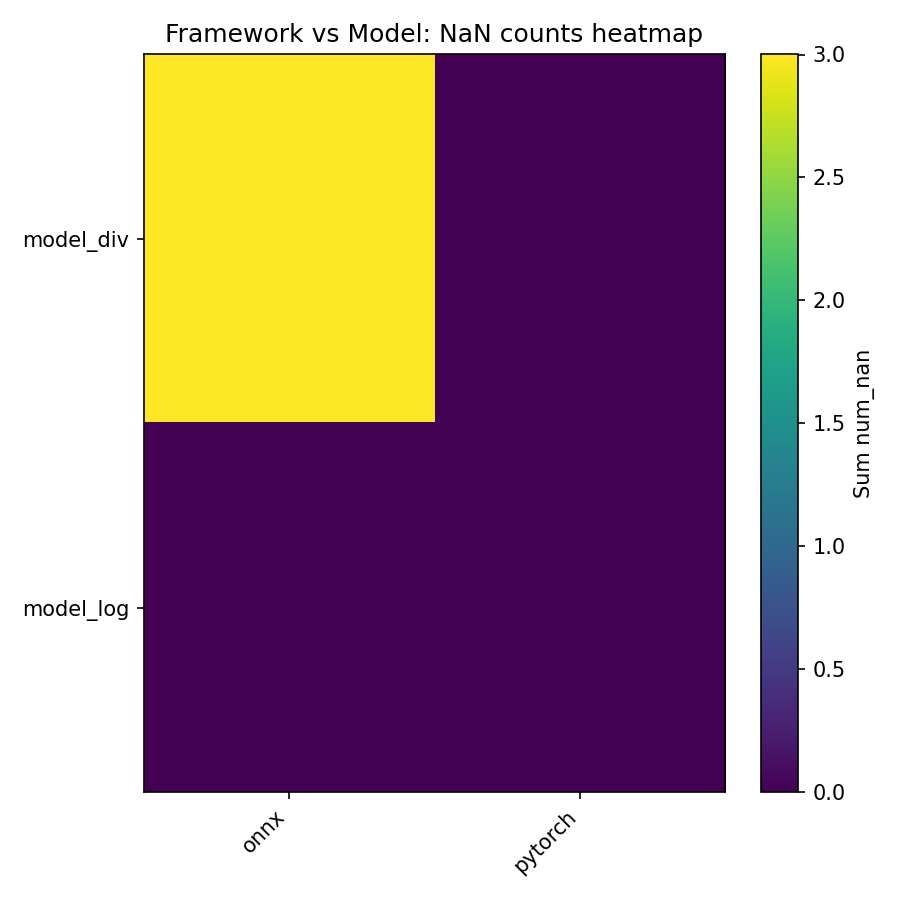 Framework vs Model: NaN counts heatmap
model_div
model_log
onnx
pytorch
3.0
2.5
2.0
1.5
1.0
0.5
0.0
Sum num_nan